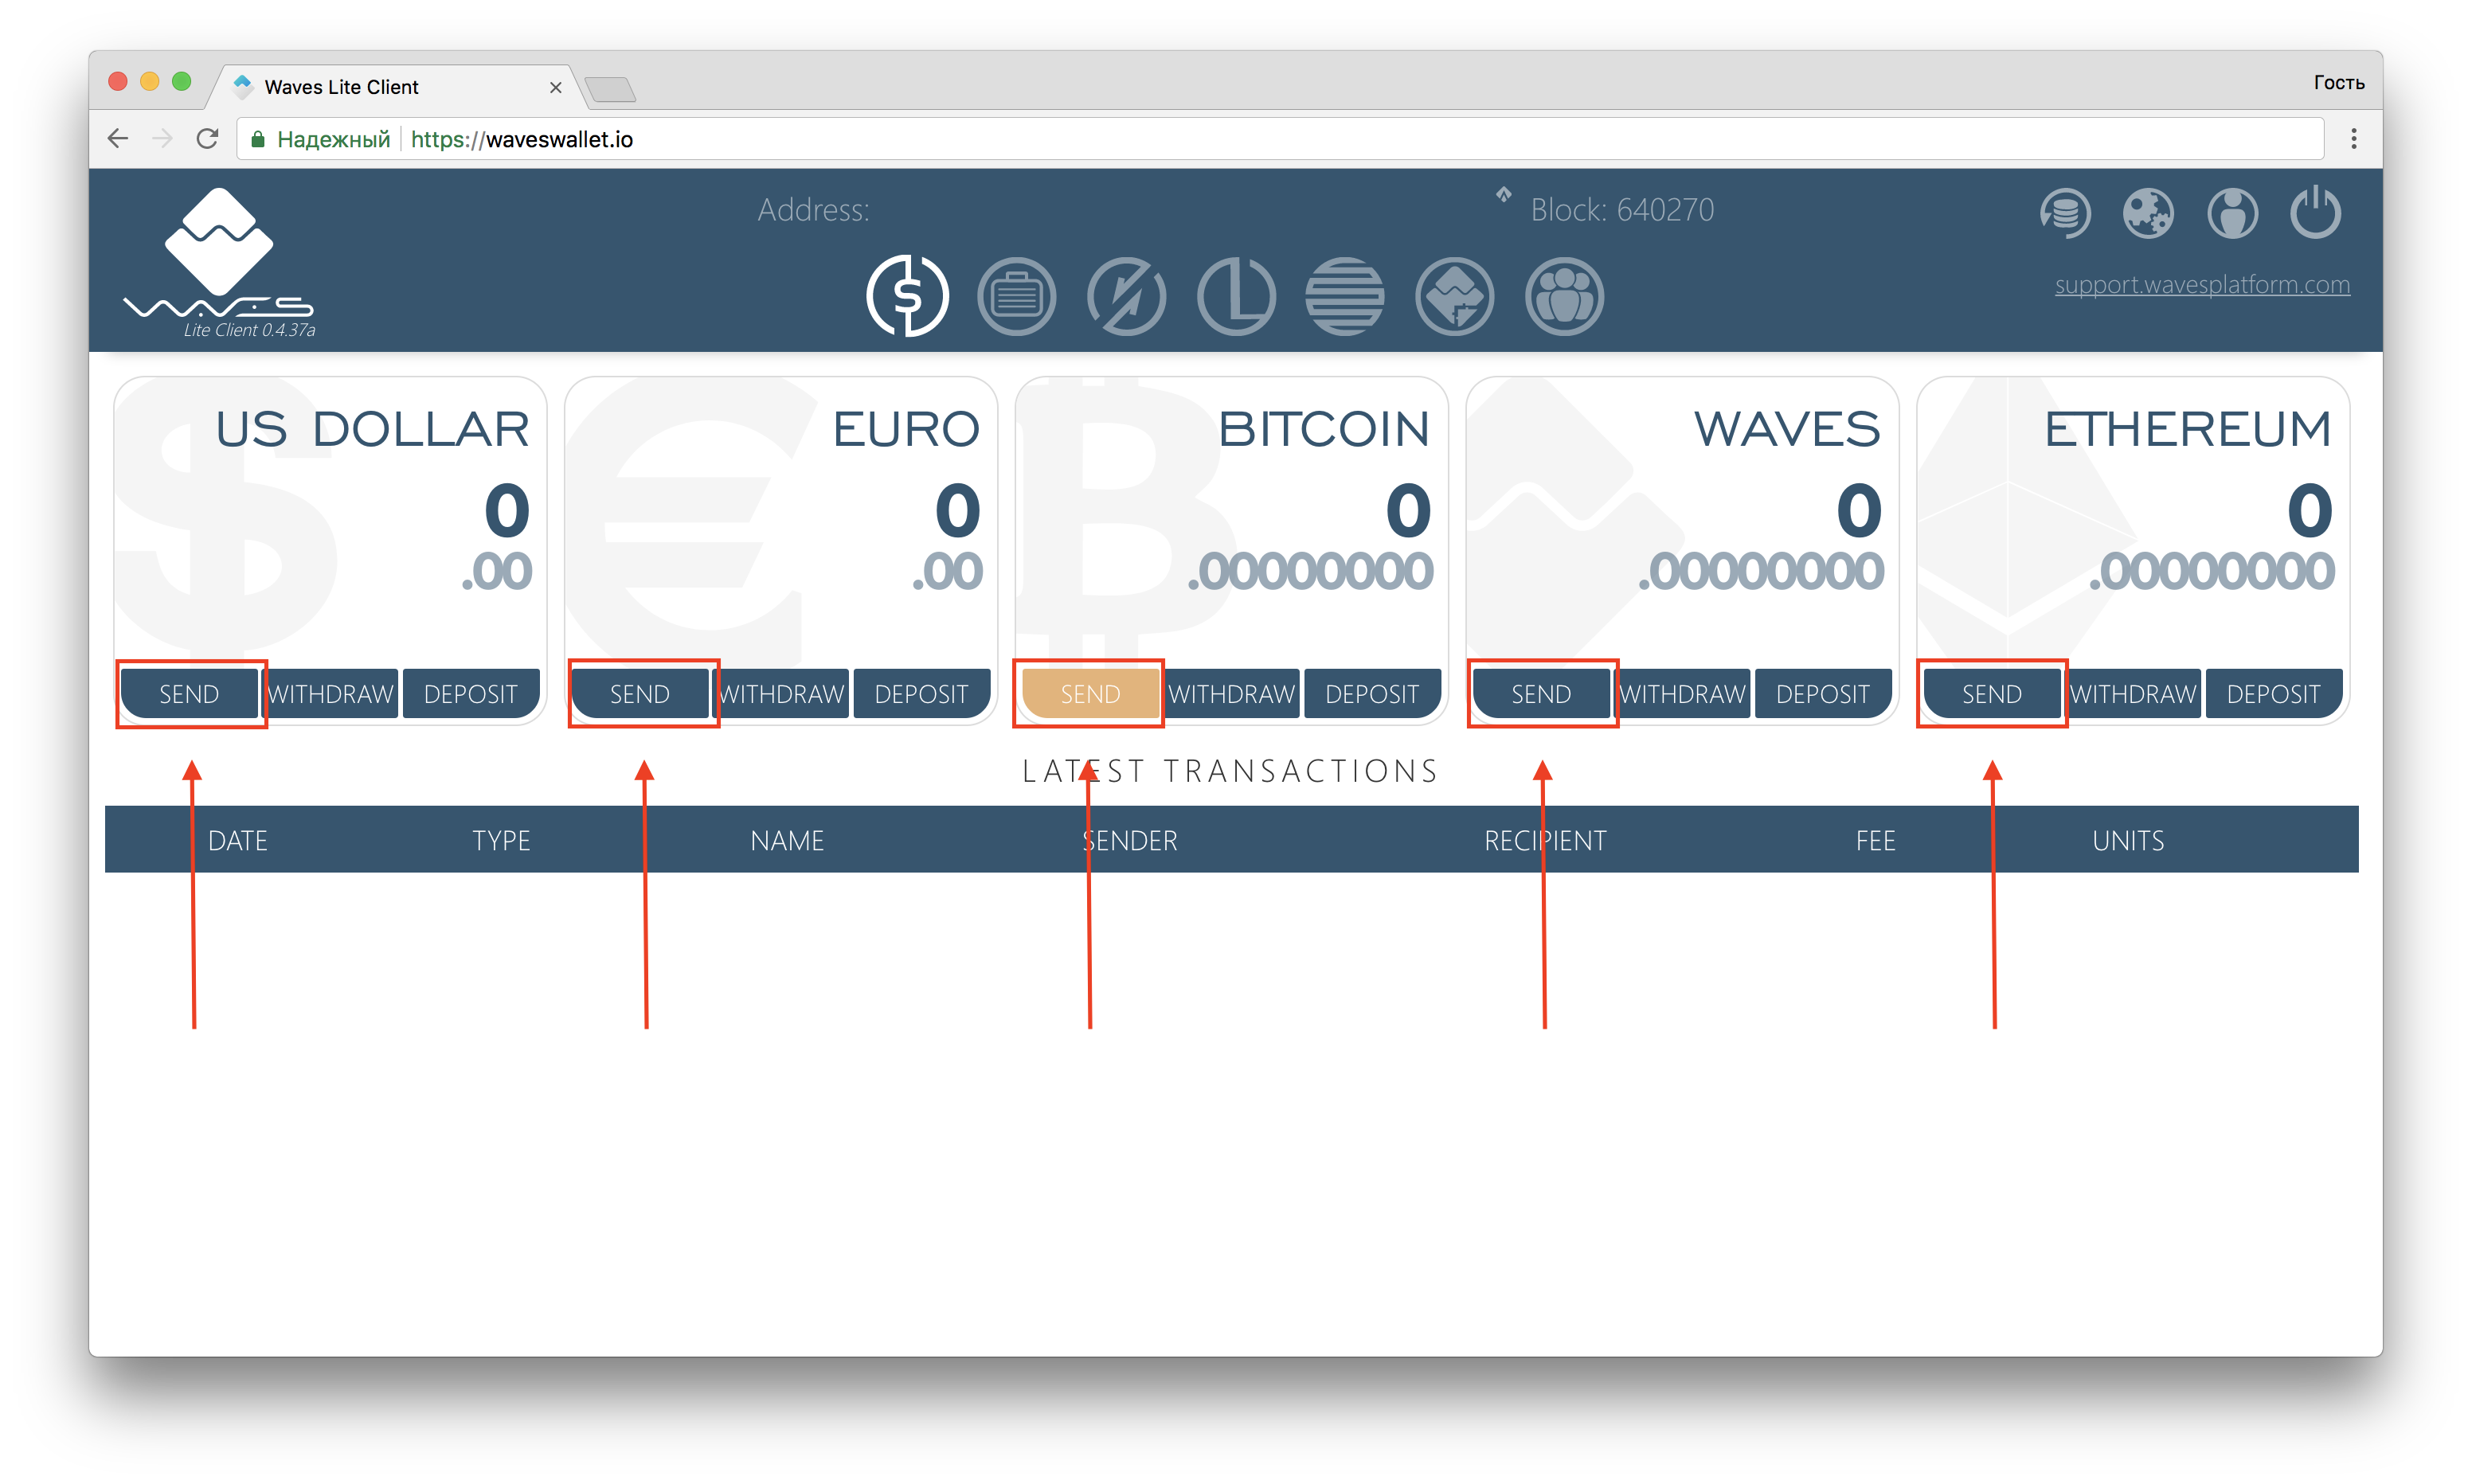 Waves Lite Client
Гость
Надежный https://waveswallet.io
WAVES
Lite Client 0.4.37a
Address:
Block: 640270
support.wavesplatform.com
US DOLLAR
0
.00
SEND WITHDRAW DEPOSIT
EURO
0
.00
SEND WITHDRAW DEPOSIT
BITCOIN
0
.00000000
SEND WITHDRAW DEPOSIT
WAVES
0
.00000000
SEND WITHDRAW DEPOSIT
ETHEREUM
0
.00000000
SEND WITHDRAW DEPOSIT
LATEST TRANSACTIONS
DATE TYPE NAME SENDER RECIPIENT FEE UNITS